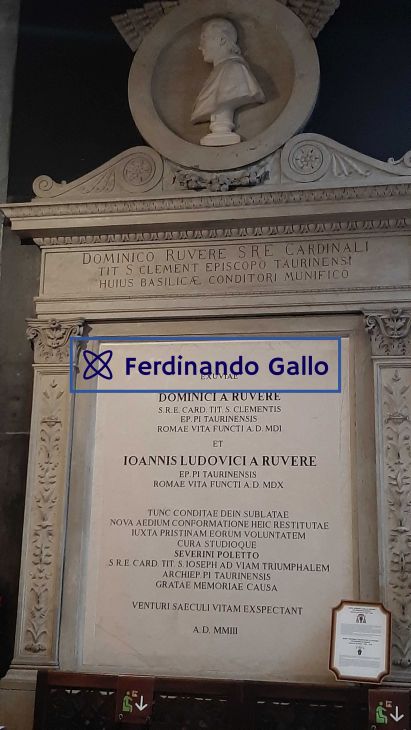 DOMINICO RUVERE S.R.E CARDINALI
TIT S CLEMENT EPISCOPO TAURINENSI
HUIUS BASILICÆ CONDITORI MUNIFICO
Ferdinando Gallo
EXUVIAE
DOMINICI A RUVERE
S.R.E. CARD. TIT. S. CLEMENTIS
EP. PI TAURINENSIS
ROMAE VITA FUNCTI A. D. MDI
ET
IOANNIS LUDOVICI A RUVERE
EP. PI TAURINENSIS
ROMAE VITA FUNCTI A.D. MDX
TUNC CONDITAE DEIN SUBLATAE
NOVA AEDIUM CONFORMATIONE HEIC RESTITUTAE
IUXTA PRISTINAM EORUM VOLUNTATEM
CURA STUDIOQUE
SEVERINI POLETTO
S.R.E CARD. TIT. S. IOSEPH AD VIAM TRIUMPHALEM
ARCHIEP. PI TAURINENSIS
GRATAE MEMORIAE CAUSA
VENTURI SAECULI VITAM EXSPECTANT
A.D. MMIII